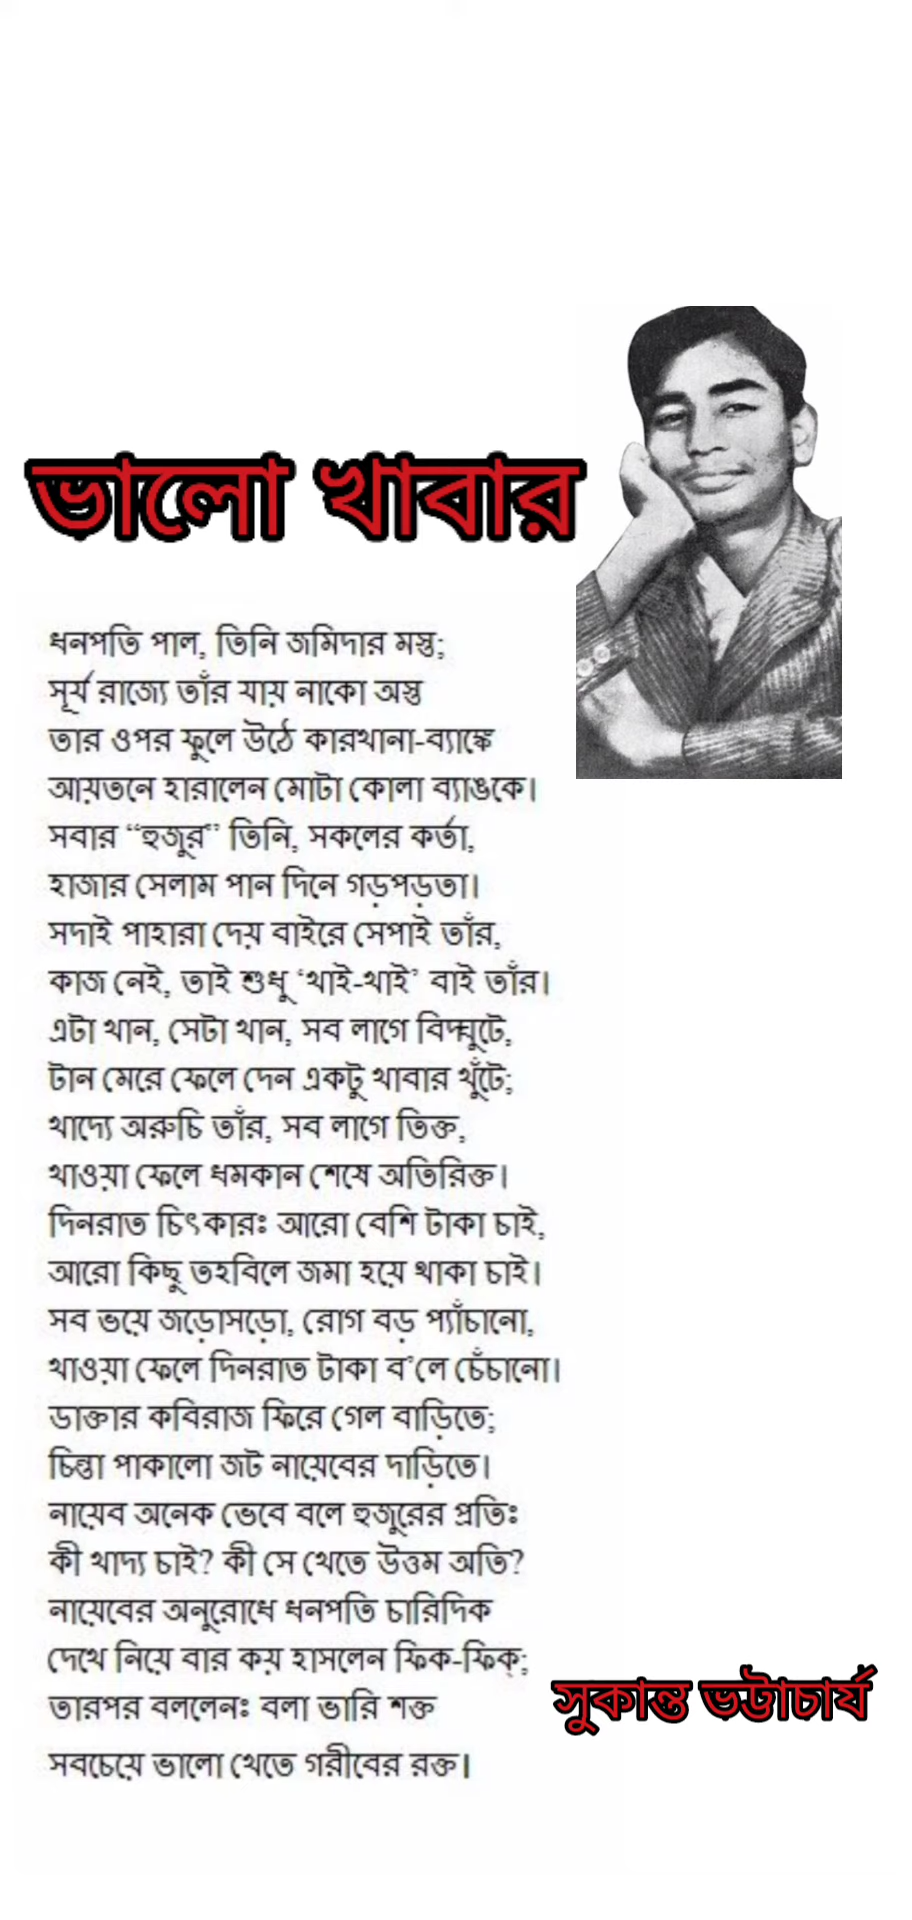 ভালো খাবার
ধনপতি পাল, তিনি জমিদার মস্ত;
সূর্য রাজ্যে তাঁর যায় নাকো অস্ত
তার ওপর ফুলে উঠে কারখানা-ব্যাঙ্কে
আয়তনে হারালেন মোটা কোলা ব্যাঙকে।
সবার “হুজুর” তিনি, সকলের কর্তা,
হাজার সেলাম পান দিনে গড়পড়তা।
সদাই পাহারা দেয় বাইরে সেপাই তাঁর,
কাজ নেই, তাই শুধু ‘খাই-খাই’ বাই তাঁর।
এটা খান, সেটা খান, সব লাগে বিদ্ঘুটে,
টান মেরে ফেলে দেন একটু খাবার খুঁটে;
খাদ্যে অরুচি তাঁর, সব লাগে তিক্ত,
খাওয়া ফেলে ধমকান শেষে অতিরিক্ত।
দিনরাত চিৎকারঃ আরো বেশি টাকা চাই,
আরো কিছু তহবিলে জমা হয়ে থাকা চাই।
সব ভয়ে জড়োসড়ো, রোগ বড় প্যাঁচানো,
খাওয়া ফেলে দিনরাত টাকা ব’লে চেঁচানো।
ডাক্তার কবিরাজ ফিরে গেল বাড়িতে;
চিন্তা পাকালো জট নায়েবের দাড়িতে।
নায়েব অনেক ভেবে বলে হুজুরের প্রতিঃ
কী খাদ্য চাই? কী সে খেতে উত্তম অতি?
নায়েবের অনুরোধে ধনপতি চারিদিক
দেখে নিয়ে বার কয় হাসলেন ফিক-ফিক্;
তারপর বললেনঃ বলা ভারি শক্ত
সবচেয়ে ভালো খেতে গরীবের রক্ত।
সুকান্ত ভট্টাচার্য